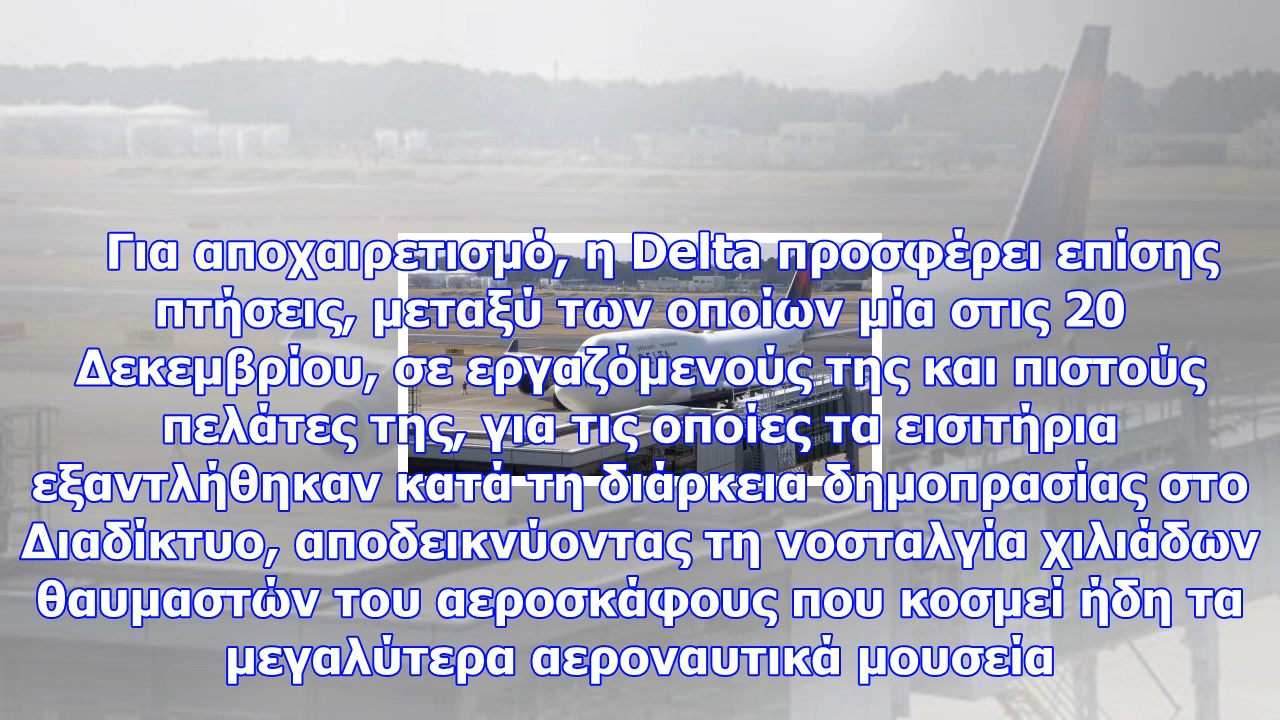 Για αποχαιρετισμό, η Delta προσφέρει επίσης
πτήσεις, μεταξύ των οποίων μία στις 20
Δεκεμβρίου, σε εργαζόμενούς της και πιστούς
πελάτες της, για τις οποίες τα εισιτήρια
εξαντλήθηκαν κατά τη διάρκεια δημοπρασίας στο
Διαδίκτυο, αποδεικνύοντας τη νοσταλγία χιλιάδων
θαυμαστών του αεροσκάφους που κοσμεί ήδη τα
μεγαλύτερα αεροναυτικά μουσεία